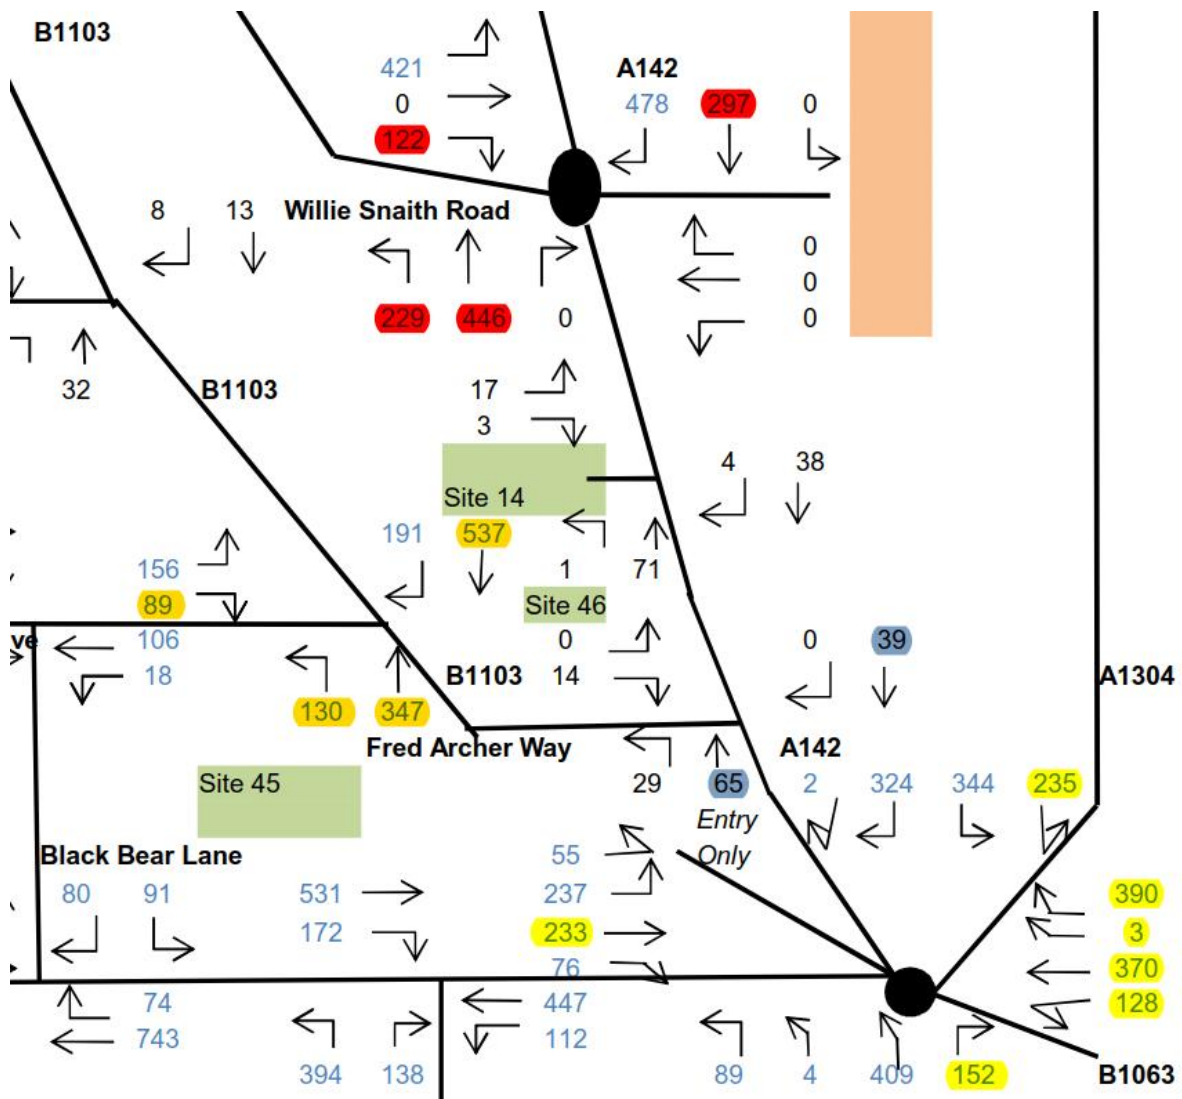 B1103
421
A142
0
478 297 0
122
8 13 Willie Snaith Road
0
0
229 446 0 0
32 B1103 17
3
4 38
Site 14
191 537
156 1 71
89 Site 46
ve 106 0 0 39
18 B1103 14 A1304
130 347
Fred Archer Way A142
Site 45 29 65 2 324 344 235
Entry
Black Bear Lane 55 Only
80 91 531 237 390
172 233 3
76 370
74 447 128
743 112
394 138 89 4 409 152 B1063